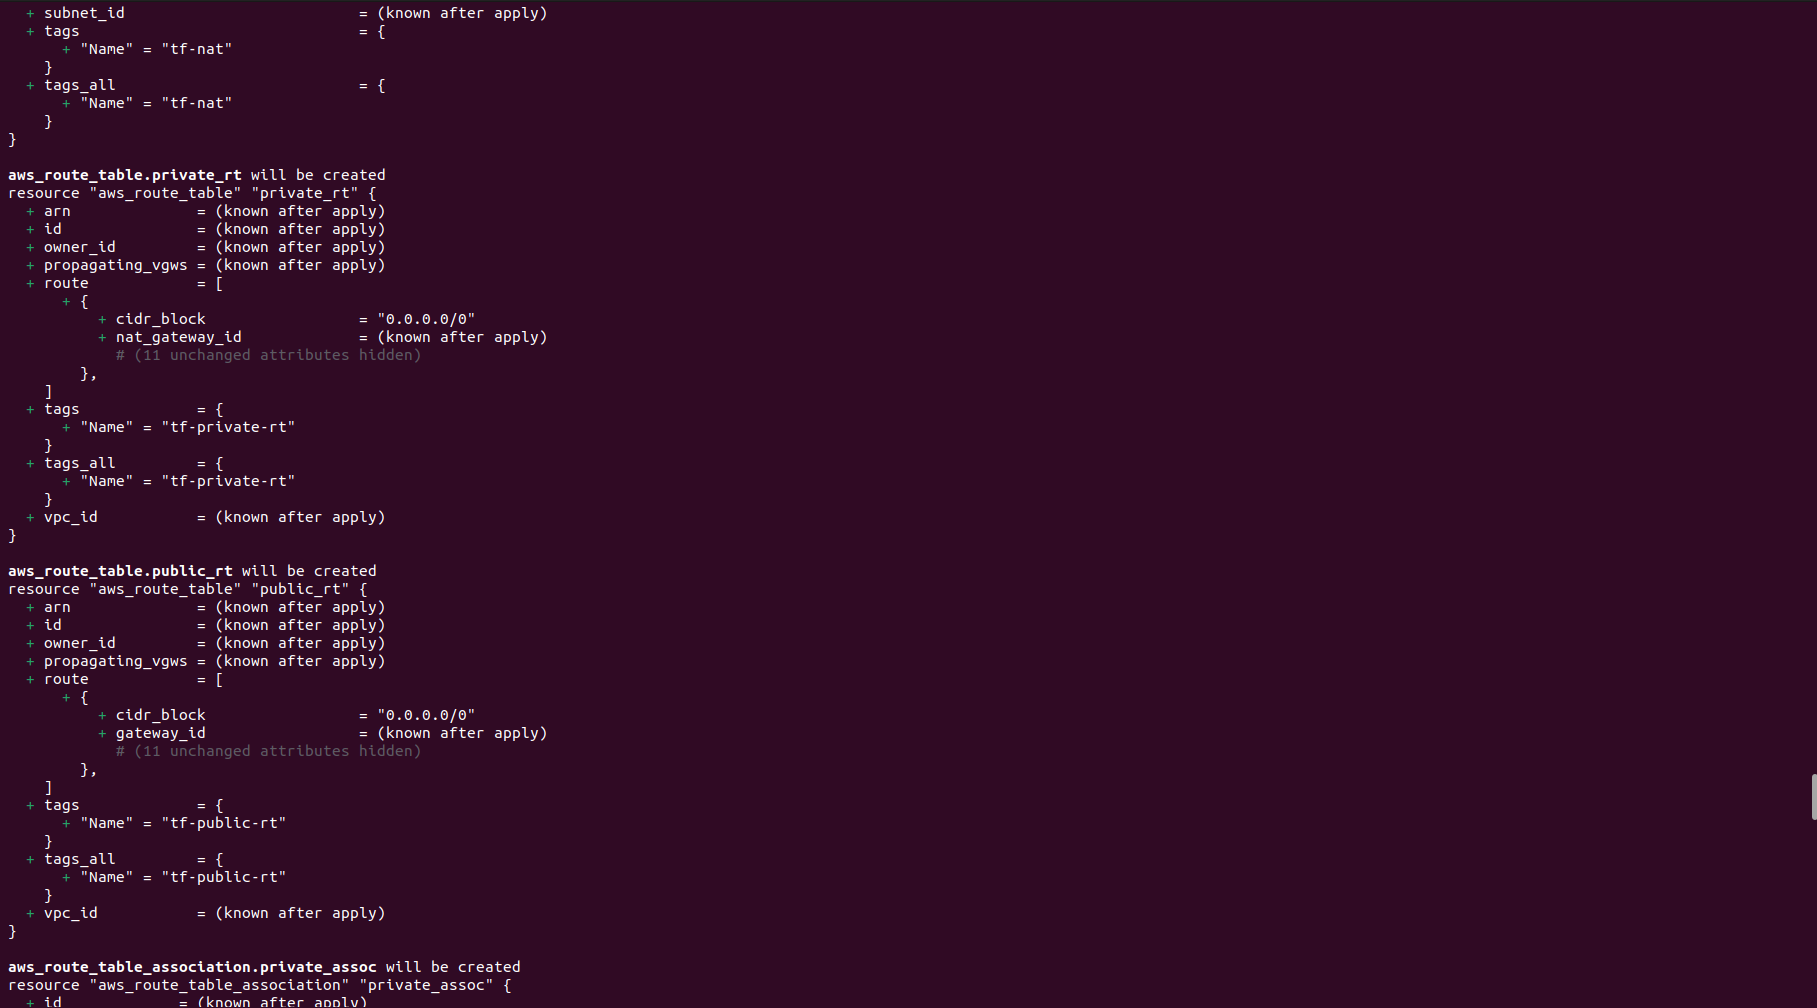 + subnet_id                          = (known after apply)
+ tags                               = {
+ "Name" = "tf-nat"
}
+ tags_all                           = {
+ "Name" = "tf-nat"
}
}
aws_route_table.private_rt will be created
resource "aws_route_table" "private_rt" {
+ arn              = (known after apply)
+ id               = (known after apply)
+ owner_id         = (known after apply)
+ propagating_vgws = (known after apply)
+ route            = [
+ {
+ cidr_block                 = "0.0.0.0/0"
+ nat_gateway_id             = (known after apply)
# (11 unchanged attributes hidden)
},
]
+ tags             = {
+ "Name" = "tf-private-rt"
}
+ tags_all         = {
+ "Name" = "tf-private-rt"
}
+ vpc_id           = (known after apply)
}
aws_route_table.public_rt will be created
resource "aws_route_table" "public_rt" {
+ arn              = (known after apply)
+ id               = (known after apply)
+ owner_id         = (known after apply)
+ propagating_vgws = (known after apply)
+ route            = [
+ {
+ cidr_block                 = "0.0.0.0/0"
+ gateway_id                 = (known after apply)
# (11 unchanged attributes hidden)
},
]
+ tags             = {
+ "Name" = "tf-public-rt"
}
+ tags_all         = {
+ "Name" = "tf-public-rt"
}
+ vpc_id           = (known after apply)
}
aws_route_table_association.private_assoc will be created
resource "aws_route_table_association" "private_assoc" {
+ id             = (known after apply)